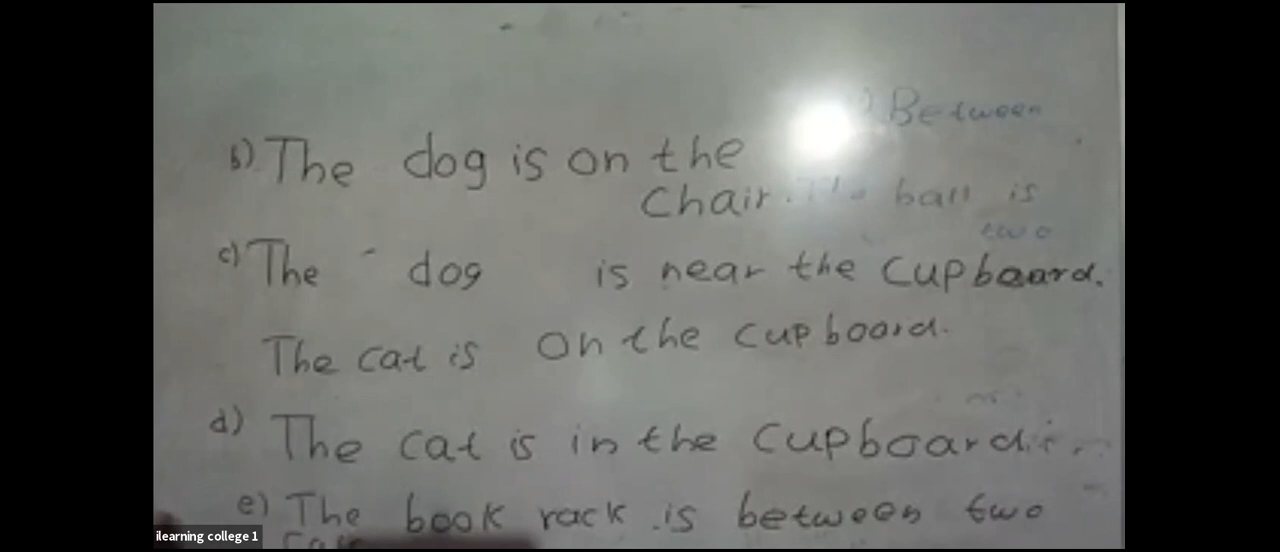 Between
b) The dog is on the
Chair. The ball is
two
c) The dog is near the Cupboard.
The cat is on the cupboard.
d) The cat is in the Cupboard.
e) The book rack is between two
ilearning college 1